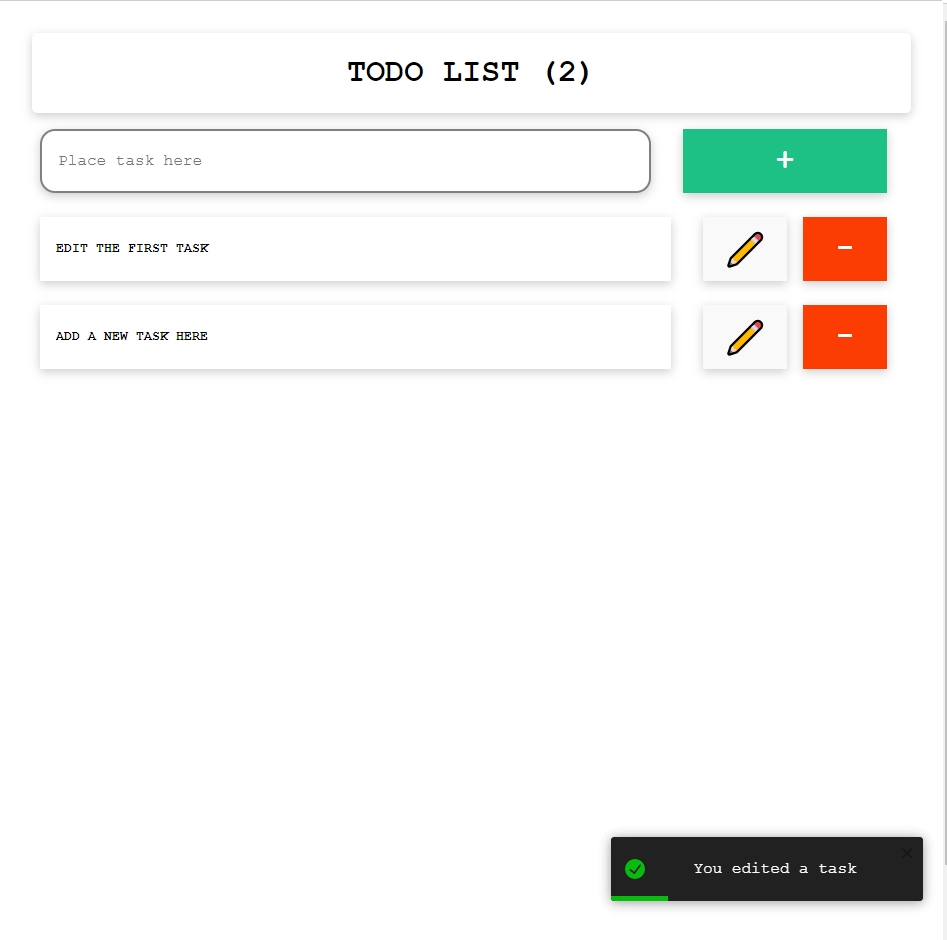 TODO LIST (2)
Place task here
+
EDIT THE FIRST TASK
−
ADD A NEW TASK HERE
−
You edited a task